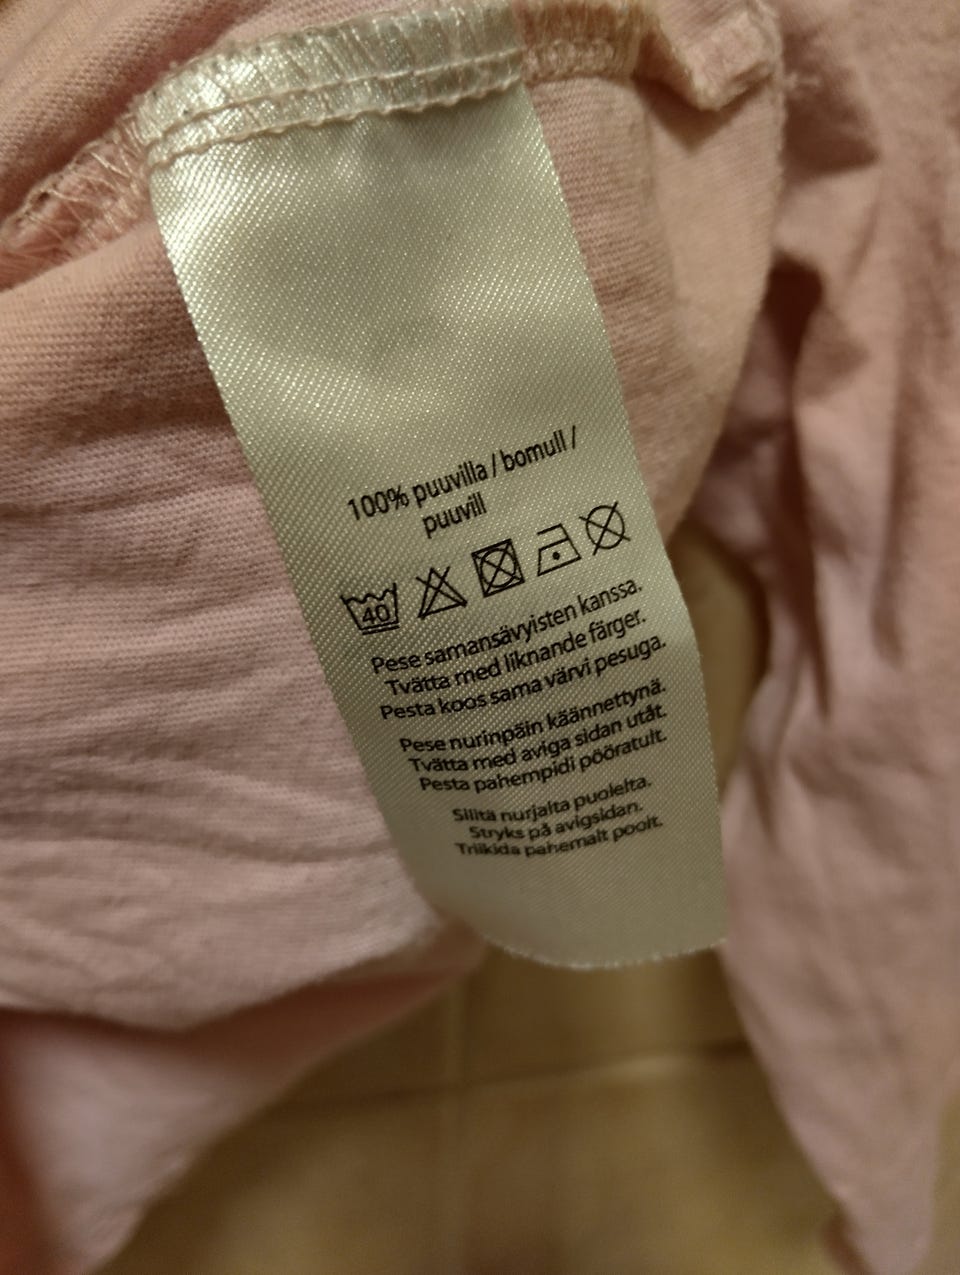 100% puuvilla / bomull /
puuvill
40
Pese samansävyisten kanssa.
Tvätta med liknande färger.
Pesta koos sama värvi pesuga.
Pese nurinpäin käännettynä.
Tvätta med aviga sidan utåt.
Pesta pahempidi pööratult.
Silitä nurjalta puolelta.
Stryks på avigsidan.
Triikida pahemalt poolt.